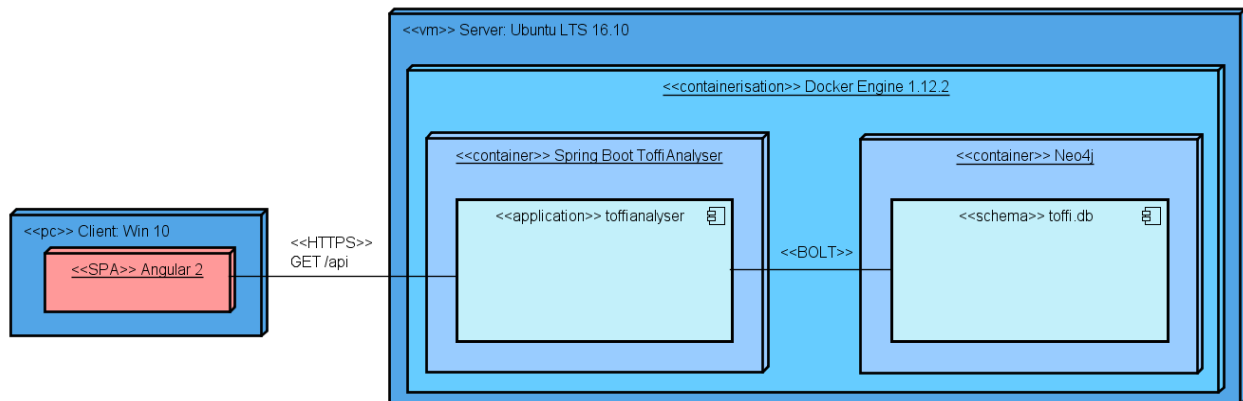 <<vm>> Server: Ubuntu LTS 16.10
<<containerisation>> Docker Engine 1.12.2
<<container>> Spring Boot ToffiAnalyser
<<container>> Neo4j
<<application>> toffianalyser
<<schema>> toffi.db
<<pc>> Client: Win 10
<<SPA>> Angular 2
<<HTTPS>>
GET /api
<<BOLT>>